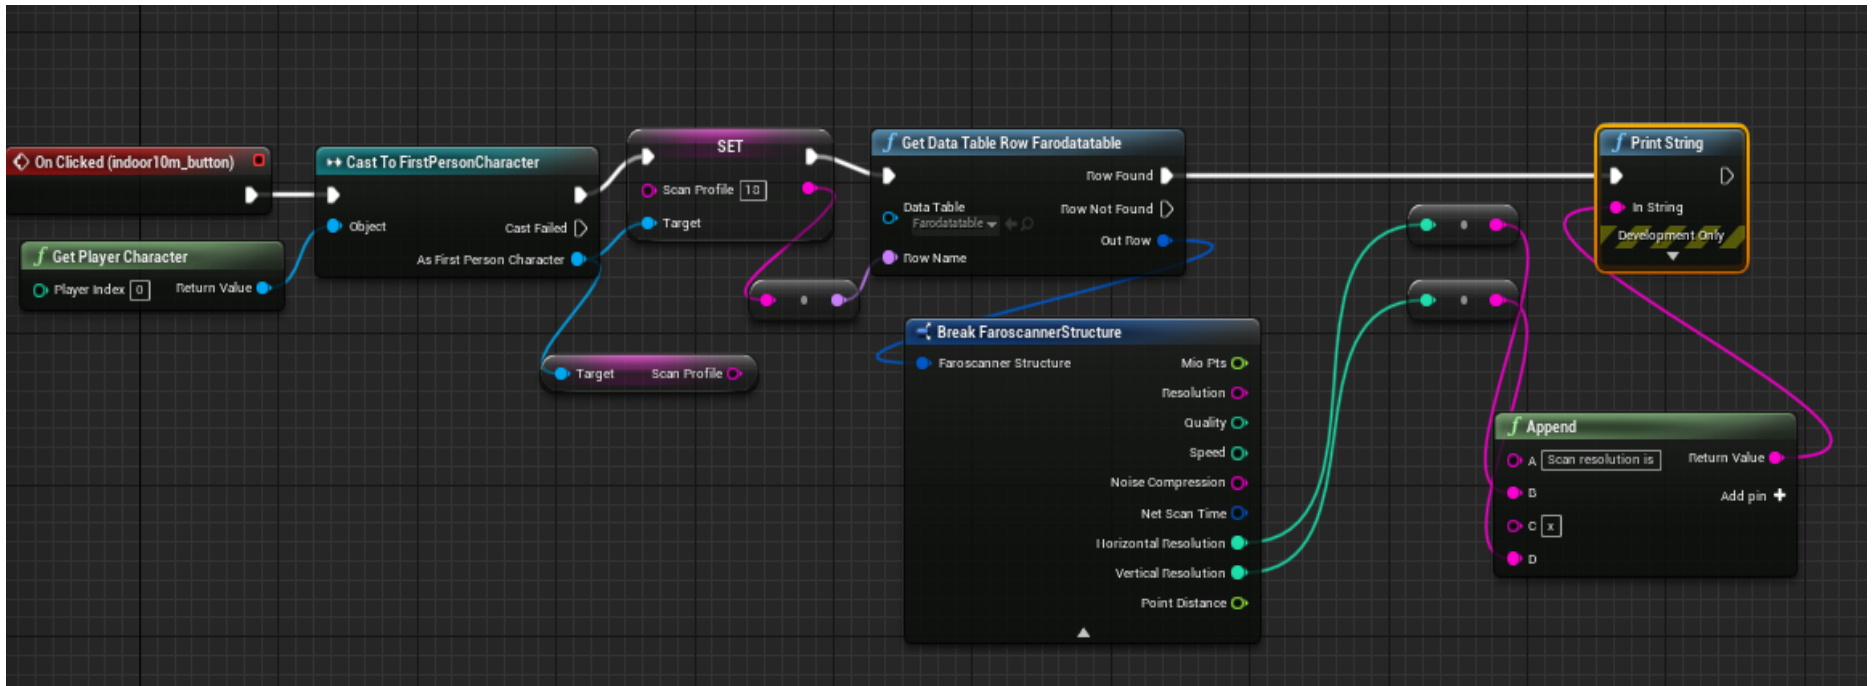 On Clicked (indoor10m_button)
Get Player Character
Player Index 0
Return Value
Cast To FirstPersonCharacter
Object
Cast Failed
As First Person Character
SET
Scan Profile
Target
Target Scan Profile
Get Data Table Row Farodatatable
Row Found
Data Table
Farodatatable
Row Not Found
Out Row
Row Name
Break FaroscannerStructure
Faroscanner Structure
Mio Pts
Resolution
Quality
Speed
Noise Compression
Net Scan Time
Horizontal Resolution
Vertical Resolution
Point Distance
Print String
In String
Development Only
Append
A Scan resolution is
Return Value
B
Add pin
C x
D